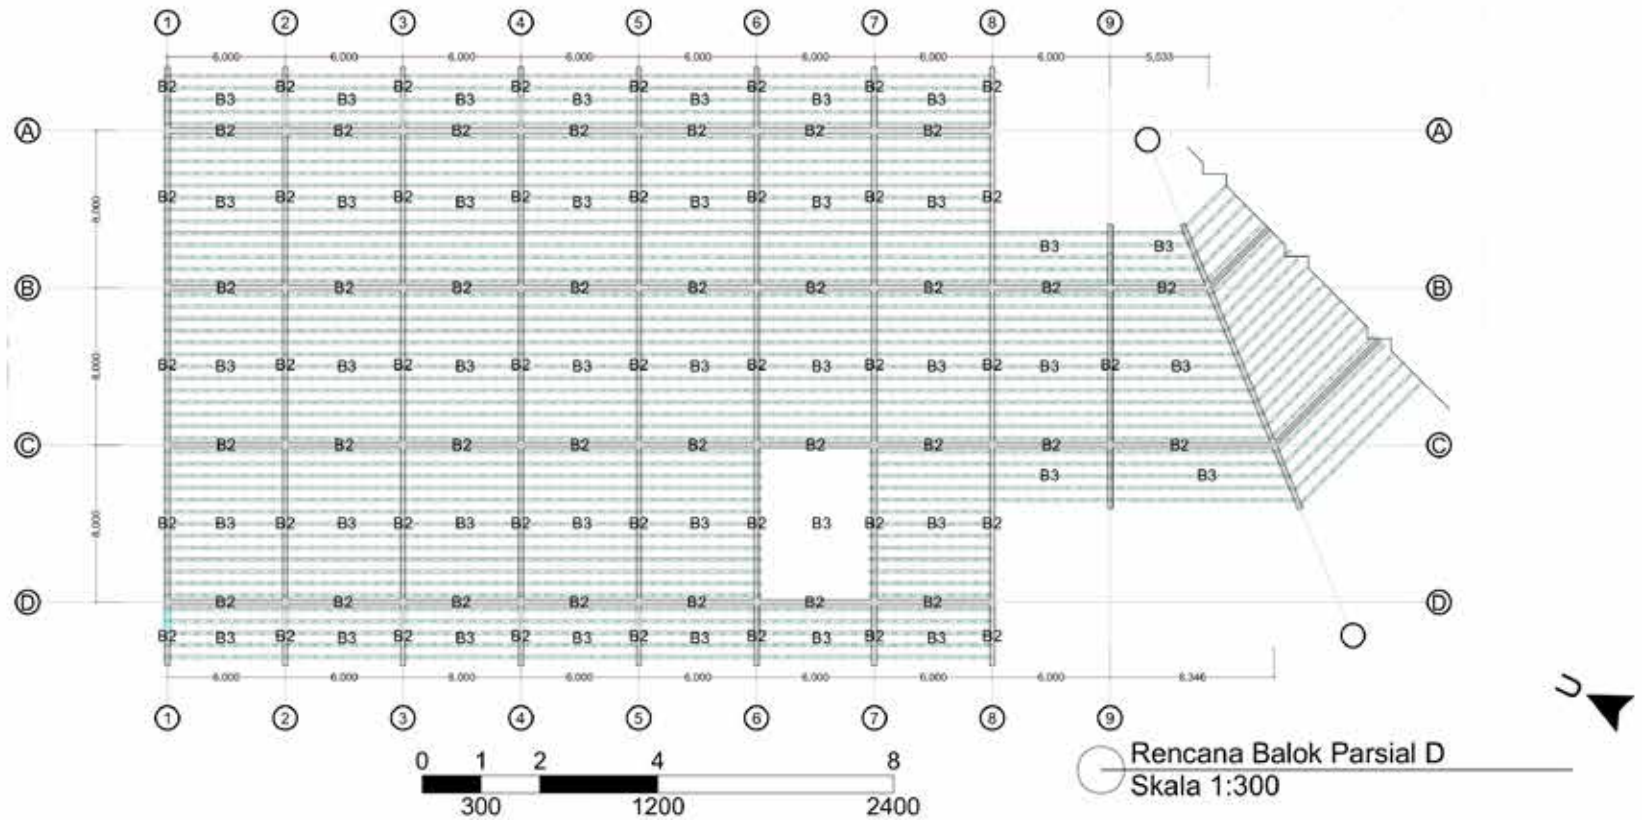 1 2 3 4 5 6 7 8 9
6,000 6,000 6,000 6,000 6,000 6,000 6,000 6,000 5,033
B2 B2 B2 B2 B2 B2 B2 B2
B3 B3 B3 B3 B3 B3 B3
A B2 B2 B2 B2 B2 B2 B2 A
B2 B2 B2 B2 B2 B2 B2 B2
8,000 B3 B3 B3 B3 B3 B3 B3
B3 B3
B B2 B2 B2 B2 B2 B2 B2 B2 B2 B
8,000 B2 B3 B2 B3 B2 B3 B2 B3 B2 B3 B2 B3 B2 B3 B2 B3 B2 B3
C B2 B2 B2 B2 B2 B2 B2 B2 B2 C
B3 B3
8,000 B2 B3 B2 B3 B2 B3 B2 B3 B2 B3 B2 B3 B2 B3 B2
D B2 B2 B2 B2 B2 B2 B2 D
B2 B3 B2 B3 B2 B3 B2 B3 B2 B3 B2 B3 B2 B3 B2
6,000 6,000 6,000 6,000 6,000 6,000 6,000 6,000 8,346
1 2 3 4 5 6 7 8 9
U
0 1 2 4 8
300 1200 2400
Rencana Balok Parsial D
Skala 1:300